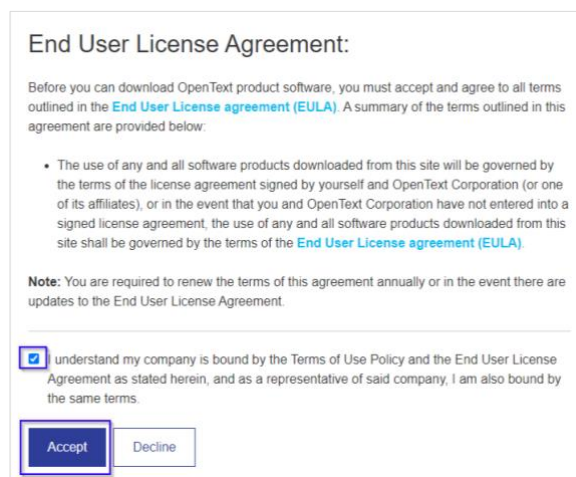 End User License Agreement:
Before you can download OpenText product software, you must accept and agree to all terms
outlined in the End User License agreement (EULA). A summary of the terms outlined in this
agreement are provided below:
• The use of any and all software products downloaded from this site will be governed by
the terms of the license agreement signed by yourself and OpenText Corporation (or one
of its affiliates), or in the event that you and OpenText Corporation have not entered into a
signed license agreement, the use of any and all software products downloaded from this
site shall be governed by the terms of the End User License agreement (EULA).
Note: You are required to renew the terms of this agreement annually or in the event there are
updates to the End User License Agreement.
I understand my company is bound by the Terms of Use Policy and the End User License
Agreement as stated herein, and as a representative of said company, I am also bound by
the same terms.
Accept Decline